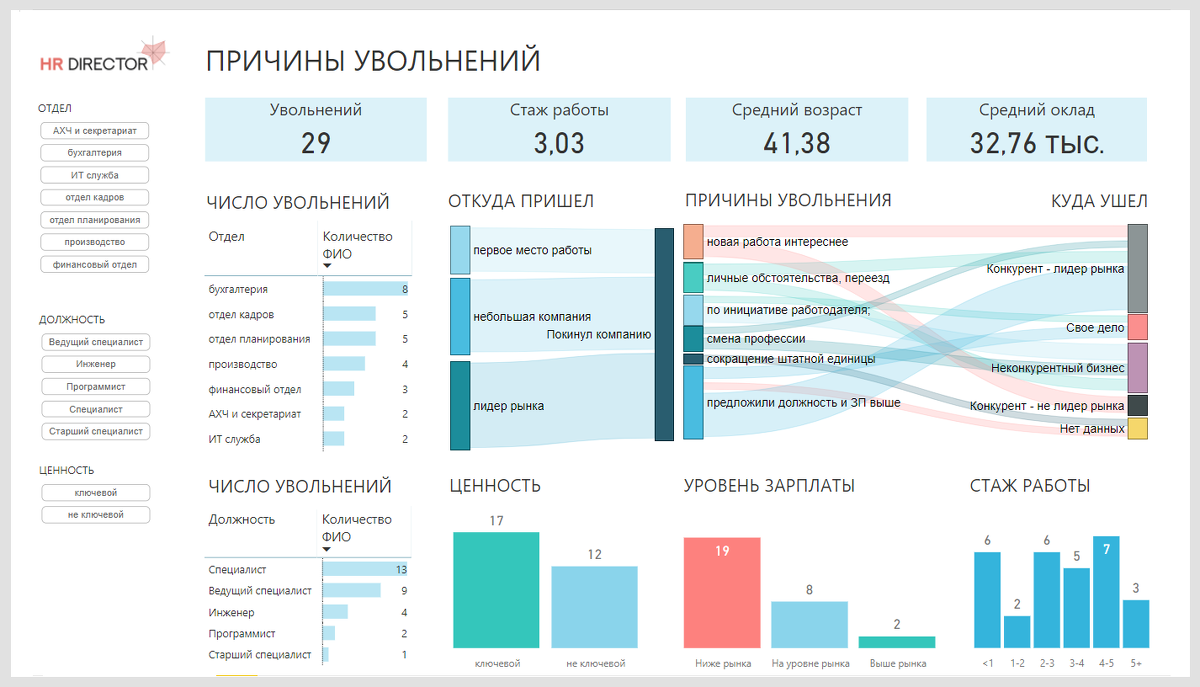 HR DIRECTOR
ОТДЕЛ
АХЧ и секретариат
бухгалтерия
ИТ служба
отдел кадров
отдел планирования
производство
финансовый отдел
ДОЛЖНОСТЬ
Ведущий специалист
Инженер
Программист
Специалист
Старший специалист
ЦЕННОСТЬ
ключевой
не ключевой
ПРИЧИНЫ УВОЛЬНЕНИЙ
Увольнений
29
Стаж работы
3,03
Средний возраст
41,38
Средний оклад
32,76 тыс.
ЧИСЛО УВОЛЬНЕНИЙ
Отдел Количество
ФИО
бухгалтерия 8
отдел кадров 5
отдел планирования 5
производство 4
финансовый отдел 3
АХЧ и секретариат 2
ИТ служба 2
ОТКУДА ПРИШЕЛ
первое место работы
небольшая компания
Покинул компанию
лидер рынка
ПРИЧИНЫ УВОЛЬНЕНИЯ
КУДА УШЕЛ
новая работа интереснее
личные обстоятельства, переезд
по инициативе работодателя;
смена профессии
сокращение штатной единицы
предложили должность и ЗП выше
Конкурент - лидер рынка
Свое дело
Неконкурентный бизнес
Конкурент - не лидер рынка
Нет данных
ЧИСЛО УВОЛЬНЕНИЙ
Должность Количество
ФИО
Специалист 13
Ведущий специалист 9
Инженер 4
Программист 2
Старший специалист 1
ЦЕННОСТЬ
17
12
ключевой не ключевой
УРОВЕНЬ ЗАРПЛАТЫ
19
8
2
Ниже рынка На уровне рынка Выше рынка
СТАЖ РАБОТЫ
6 2 6 5 7 3
<1 1-2 2-3 3-4 4-5 5+